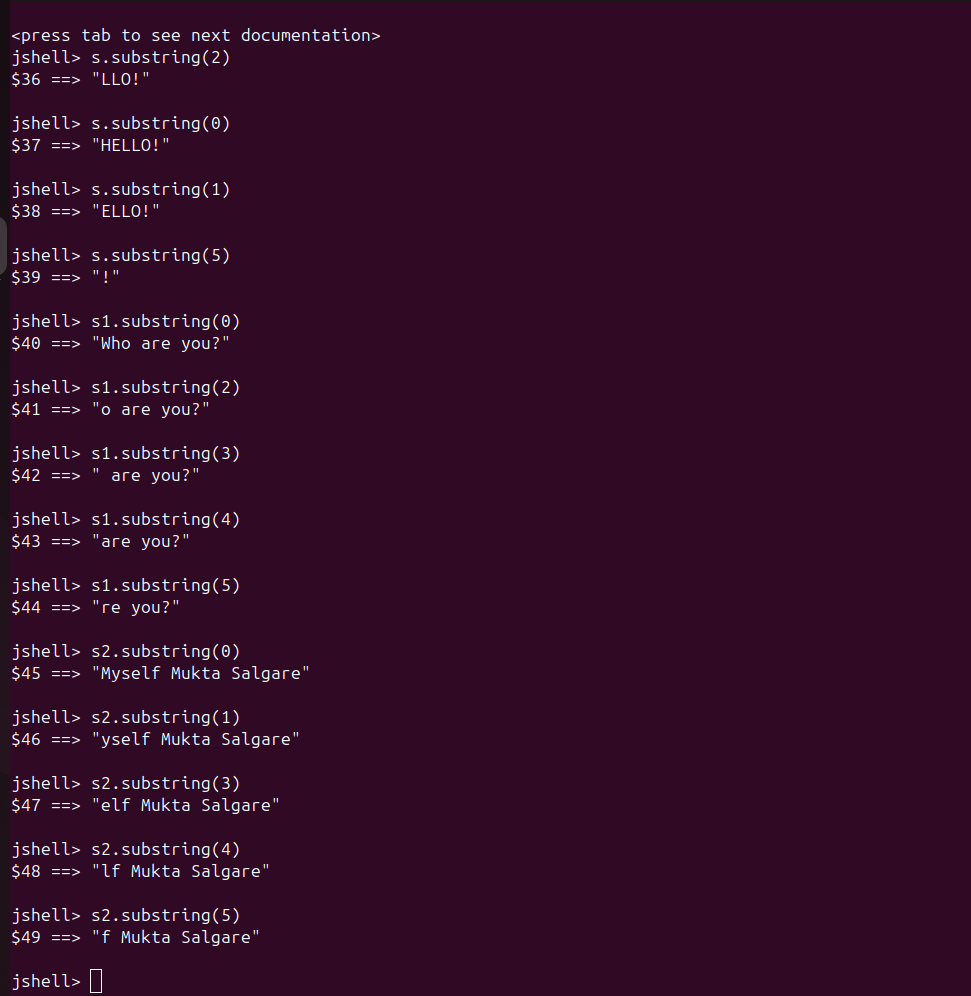 <press tab to see next documentation>
jshell> s.substring(2)
$36 ==> "LLO!"
jshell> s.substring(0)
$37 ==> "HELLO!"
jshell> s.substring(1)
$38 ==> "ELLO!"
jshell> s.substring(5)
$39 ==> "!"
jshell> s1.substring(0)
$40 ==> "Who are you?"
jshell> s1.substring(2)
$41 ==> "o are you?"
jshell> s1.substring(3)
$42 ==> " are you?"
jshell> s1.substring(4)
$43 ==> "are you?"
jshell> s1.substring(5)
$44 ==> "re you?"
jshell> s2.substring(0)
$45 ==> "Myself Mukta Salgare"
jshell> s2.substring(1)
$46 ==> "yself Mukta Salgare"
jshell> s2.substring(3)
$47 ==> "elf Mukta Salgare"
jshell> s2.substring(4)
$48 ==> "lf Mukta Salgare"
jshell> s2.substring(5)
$49 ==> "f Mukta Salgare"
jshell>